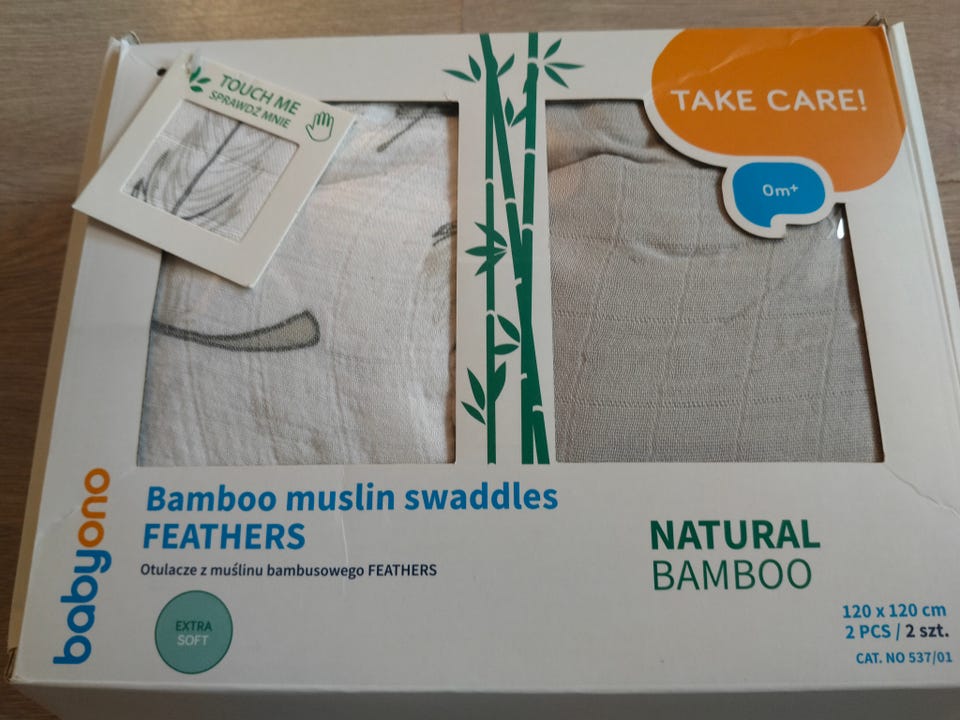 TOUCH ME
SPRAWDŹ MNIE
TAKE CARE!
0m+
babyono
Bamboo muslin swaddles
FEATHERS
Otulacze z muślinu bambusowego FEATHERS
EXTRA
SOFT
NATURAL
BAMBOO
120 x 120 cm
2 PCS / 2 szt.
CAT. NO 537/01